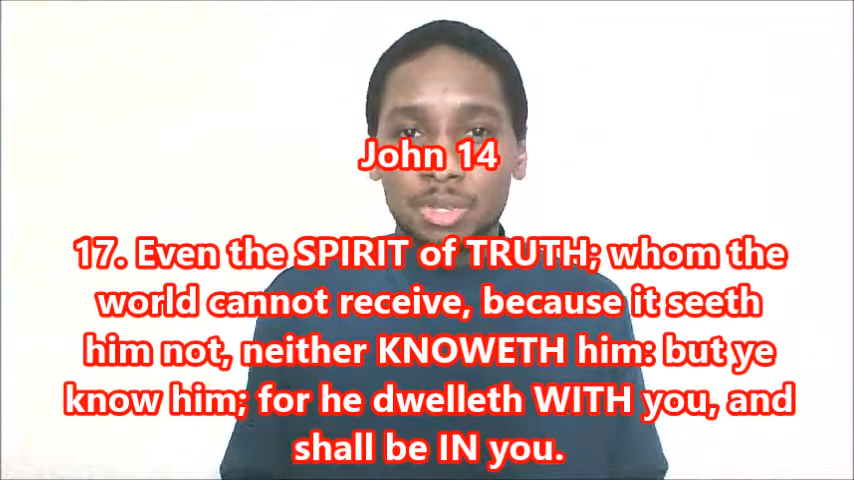 John 14
17. Even the SPIRIT of TRUTH; whom the
world cannot receive, because it seeth
him not, neither KNOWETH him: but ye
know him; for he dwelleth WITH you, and
shall be IN you.